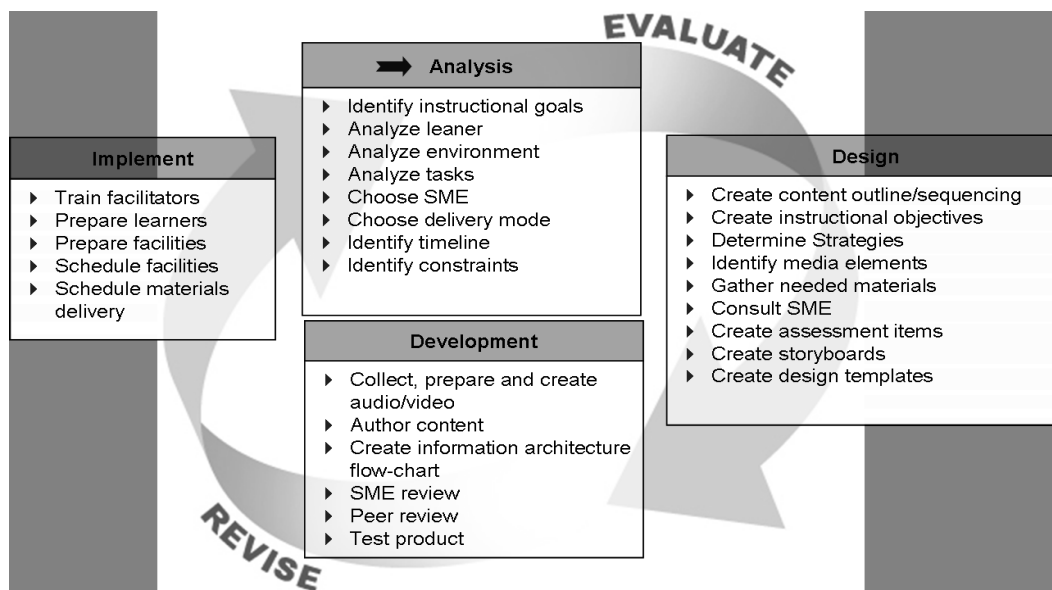 EVALUATE
Analysis
Identify instructional goals
Analyze leaner
Analyze environment
Analyze tasks
Choose SME
Choose delivery mode
Identify timeline
Identify constraints
Design
Create content outline/sequencing
Create instructional objectives
Determine Strategies
Identify media elements
Gather needed materials
Consult SME
Create assessment items
Create storyboards
Create design templates
Development
Collect, prepare and create
audio/video
Author content
Create information architecture
flow-chart
SME review
Peer review
Test product
REVISE
Implement
Train facilitators
Prepare learners
Prepare facilities
Schedule facilities
Schedule materials
delivery